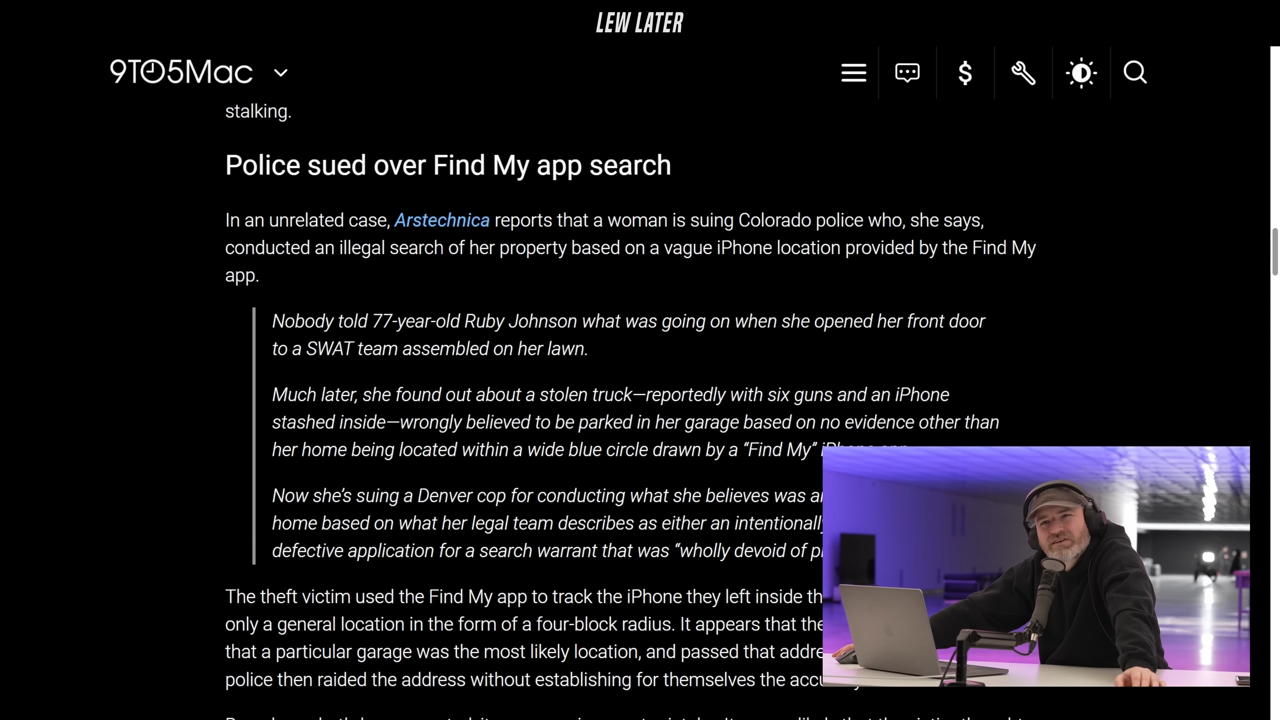 LEW LATER
9TO5Mac
stalking.
Police sued over Find My app search
In an unrelated case, Arstechnica reports that a woman is suing Colorado police who, she says,
conducted an illegal search of her property based on a vague iPhone location provided by the Find My
app.
Nobody told 77-year-old Ruby Johnson what was going on when she opened her front door
to a SWAT team assembled on her lawn.
Much later, she found out about a stolen truck—reportedly with six guns and an iPhone
stashed inside—wrongly believed to be parked in her garage based on no evidence other than
her home being located within a wide blue circle drawn by a “Find My”
Now she’s suing a Denver cop for conducting what she believes was
home based on what her legal team describes as either an intentionally
defective application for a search warrant that was “wholly devoid of
The theft victim used the Find My app to track the iPhone they left inside
only a general location in the form of a four-block radius. It appears that
that a particular garage was the most likely location, and passed that
police then raided the address without establishing for themselves the